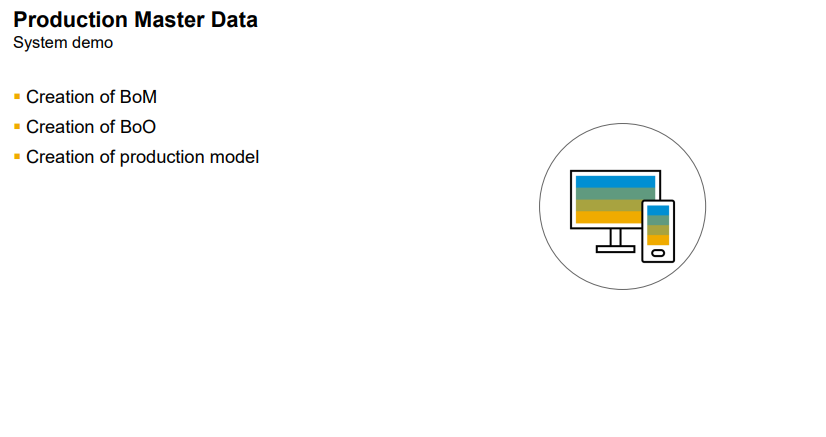 Production Master Data
System demo
Creation of BoM
Creation of BoO
Creation of production model